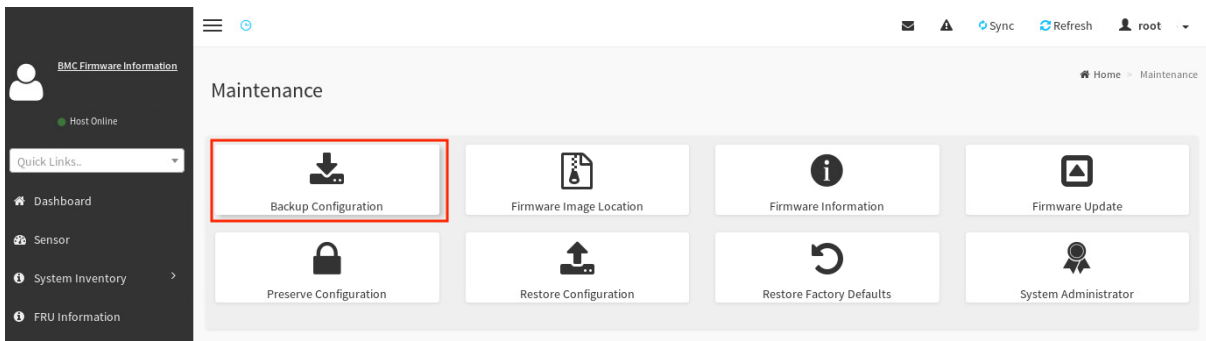 Sync
Refresh
root
BMC Firmware Information
Host Online
Quick Links..
Dashboard
Sensor
System Inventory
FRU Information
Maintenance
Home > Maintenance
Backup Configuration
Firmware Image Location
Firmware Information
Firmware Update
Preserve Configuration
Restore Configuration
Restore Factory Defaults
System Administrator